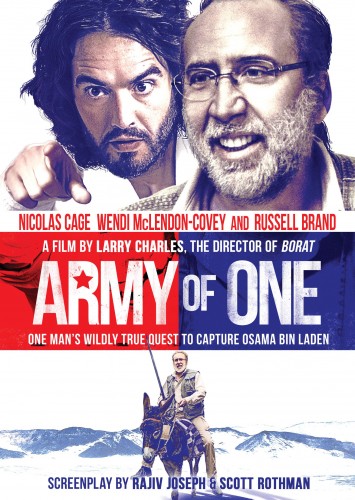 NICOLAS CAGE WENDI McLENDON-COVEY AND RUSSELL BRAND
A FILM BY LARRY CHARLES, THE DIRECTOR OF BORAT
ARMY OF ONE
ONE MAN'S WILDLY TRUE QUEST TO CAPTURE OSAMA BIN LADEN
SCREENPLAY BY RAJIV JOSEPH & SCOTT ROTHMAN